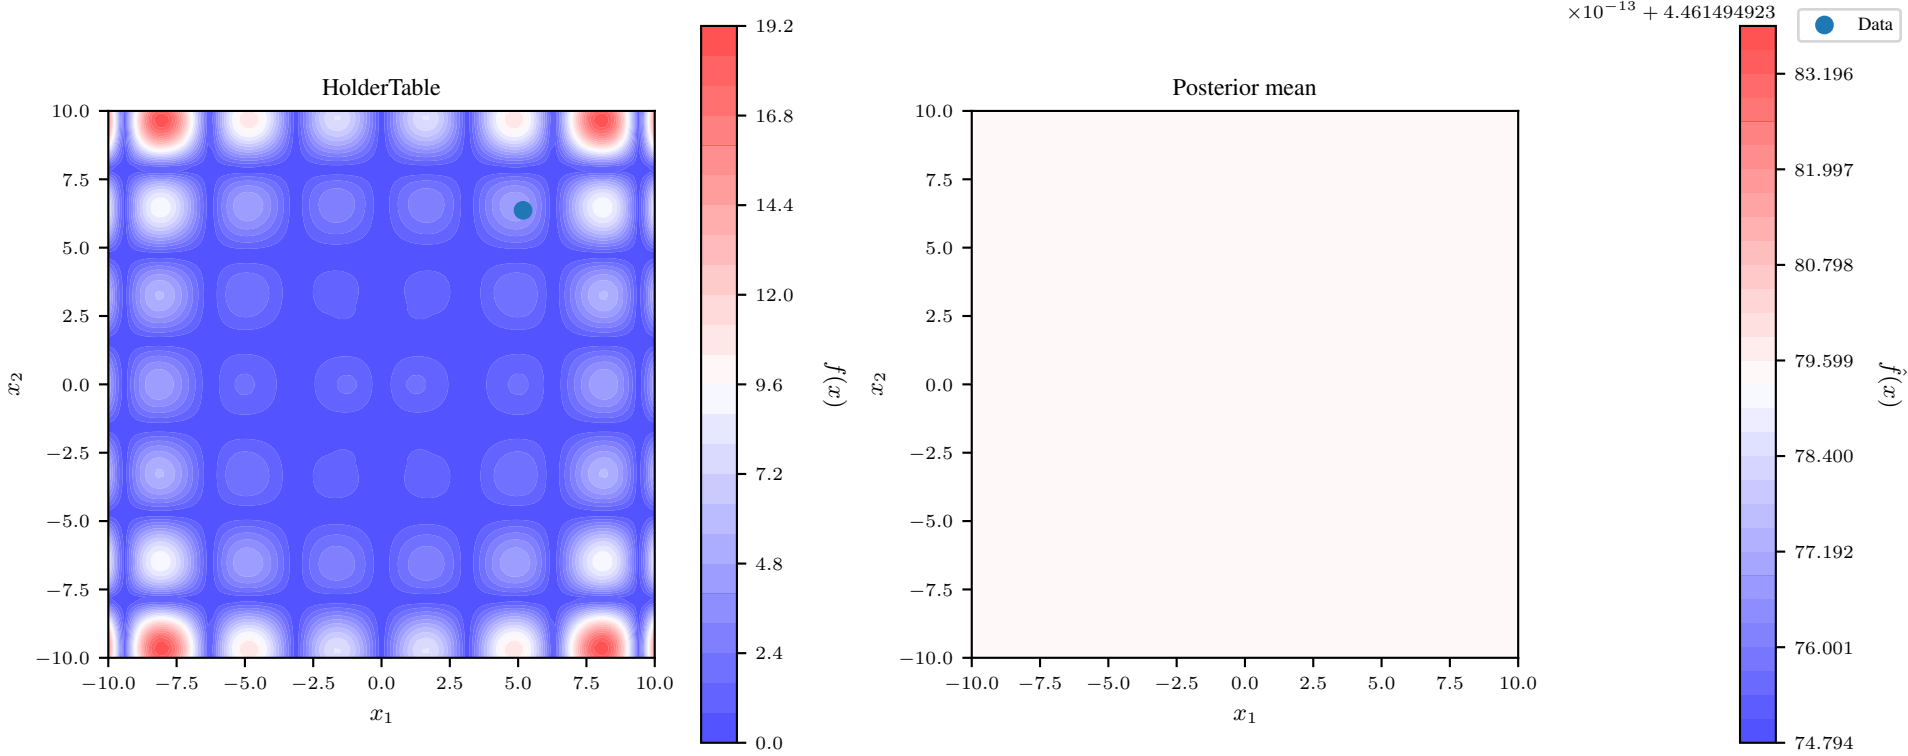 HolderTable
10.0
7.5
5.0
2.5
0.0
−2.5
−5.0
−7.5
−10.0
x₂
−10.0 −7.5 −5.0 −2.5 0.0 2.5 5.0 7.5 10.0
x₁
19.2
16.8
14.4
12.0
9.6
7.2
4.8
2.4
0.0
f(x)
Posterior mean
10.0
7.5
5.0
2.5
0.0
−2.5
−5.0
−7.5
−10.0
x₂
−10.0 −7.5 −5.0 −2.5 0.0 2.5 5.0 7.5 10.0
x₁
×10⁻¹³ + 4.461494923
83.196
81.997
80.798
79.599
78.400
77.192
76.001
74.794
f̂(x)
Data